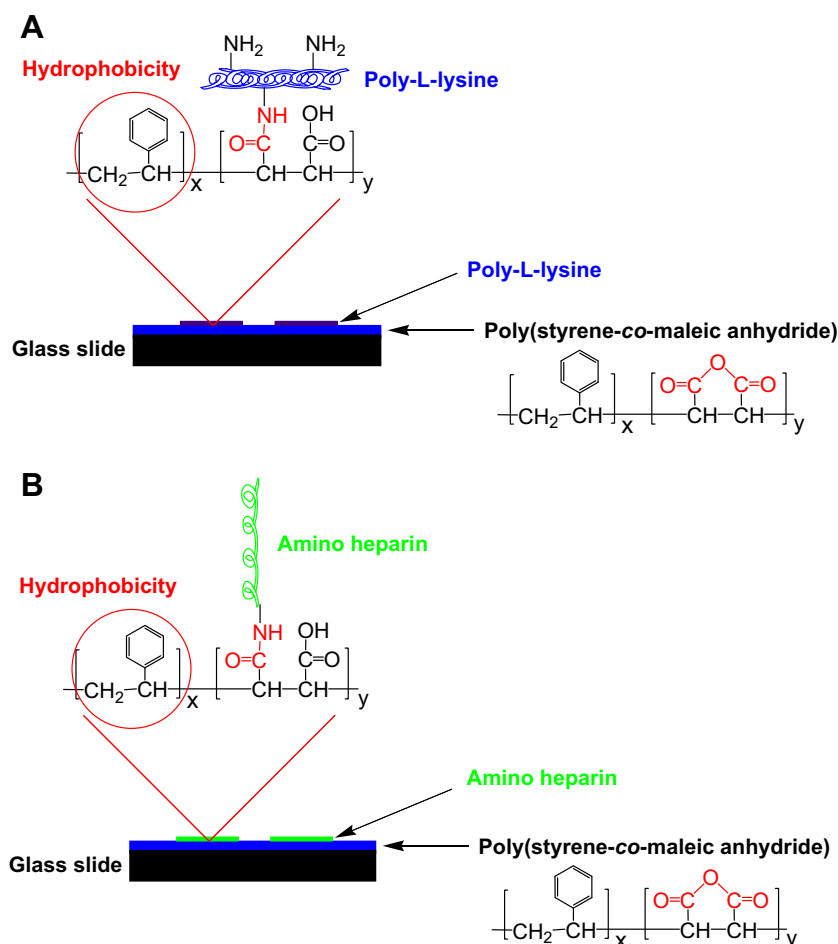 A
NH2 NH2
Hydrophobicity
Poly-L-lysine
NH OH
O=C C=O
CH2 CH x CH CH y
Poly-L-lysine
Poly(styrene-co-maleic anhydride)
Glass slide
O
O=C C=O
CH2 CH x CH CH y
B
Amino heparin
Hydrophobicity
NH OH
O=C C=O
CH2 CH x CH CH y
Amino heparin
Poly(styrene-co-maleic anhydride)
Glass slide
O
O=C C=O
CH2 CH x CH CH y